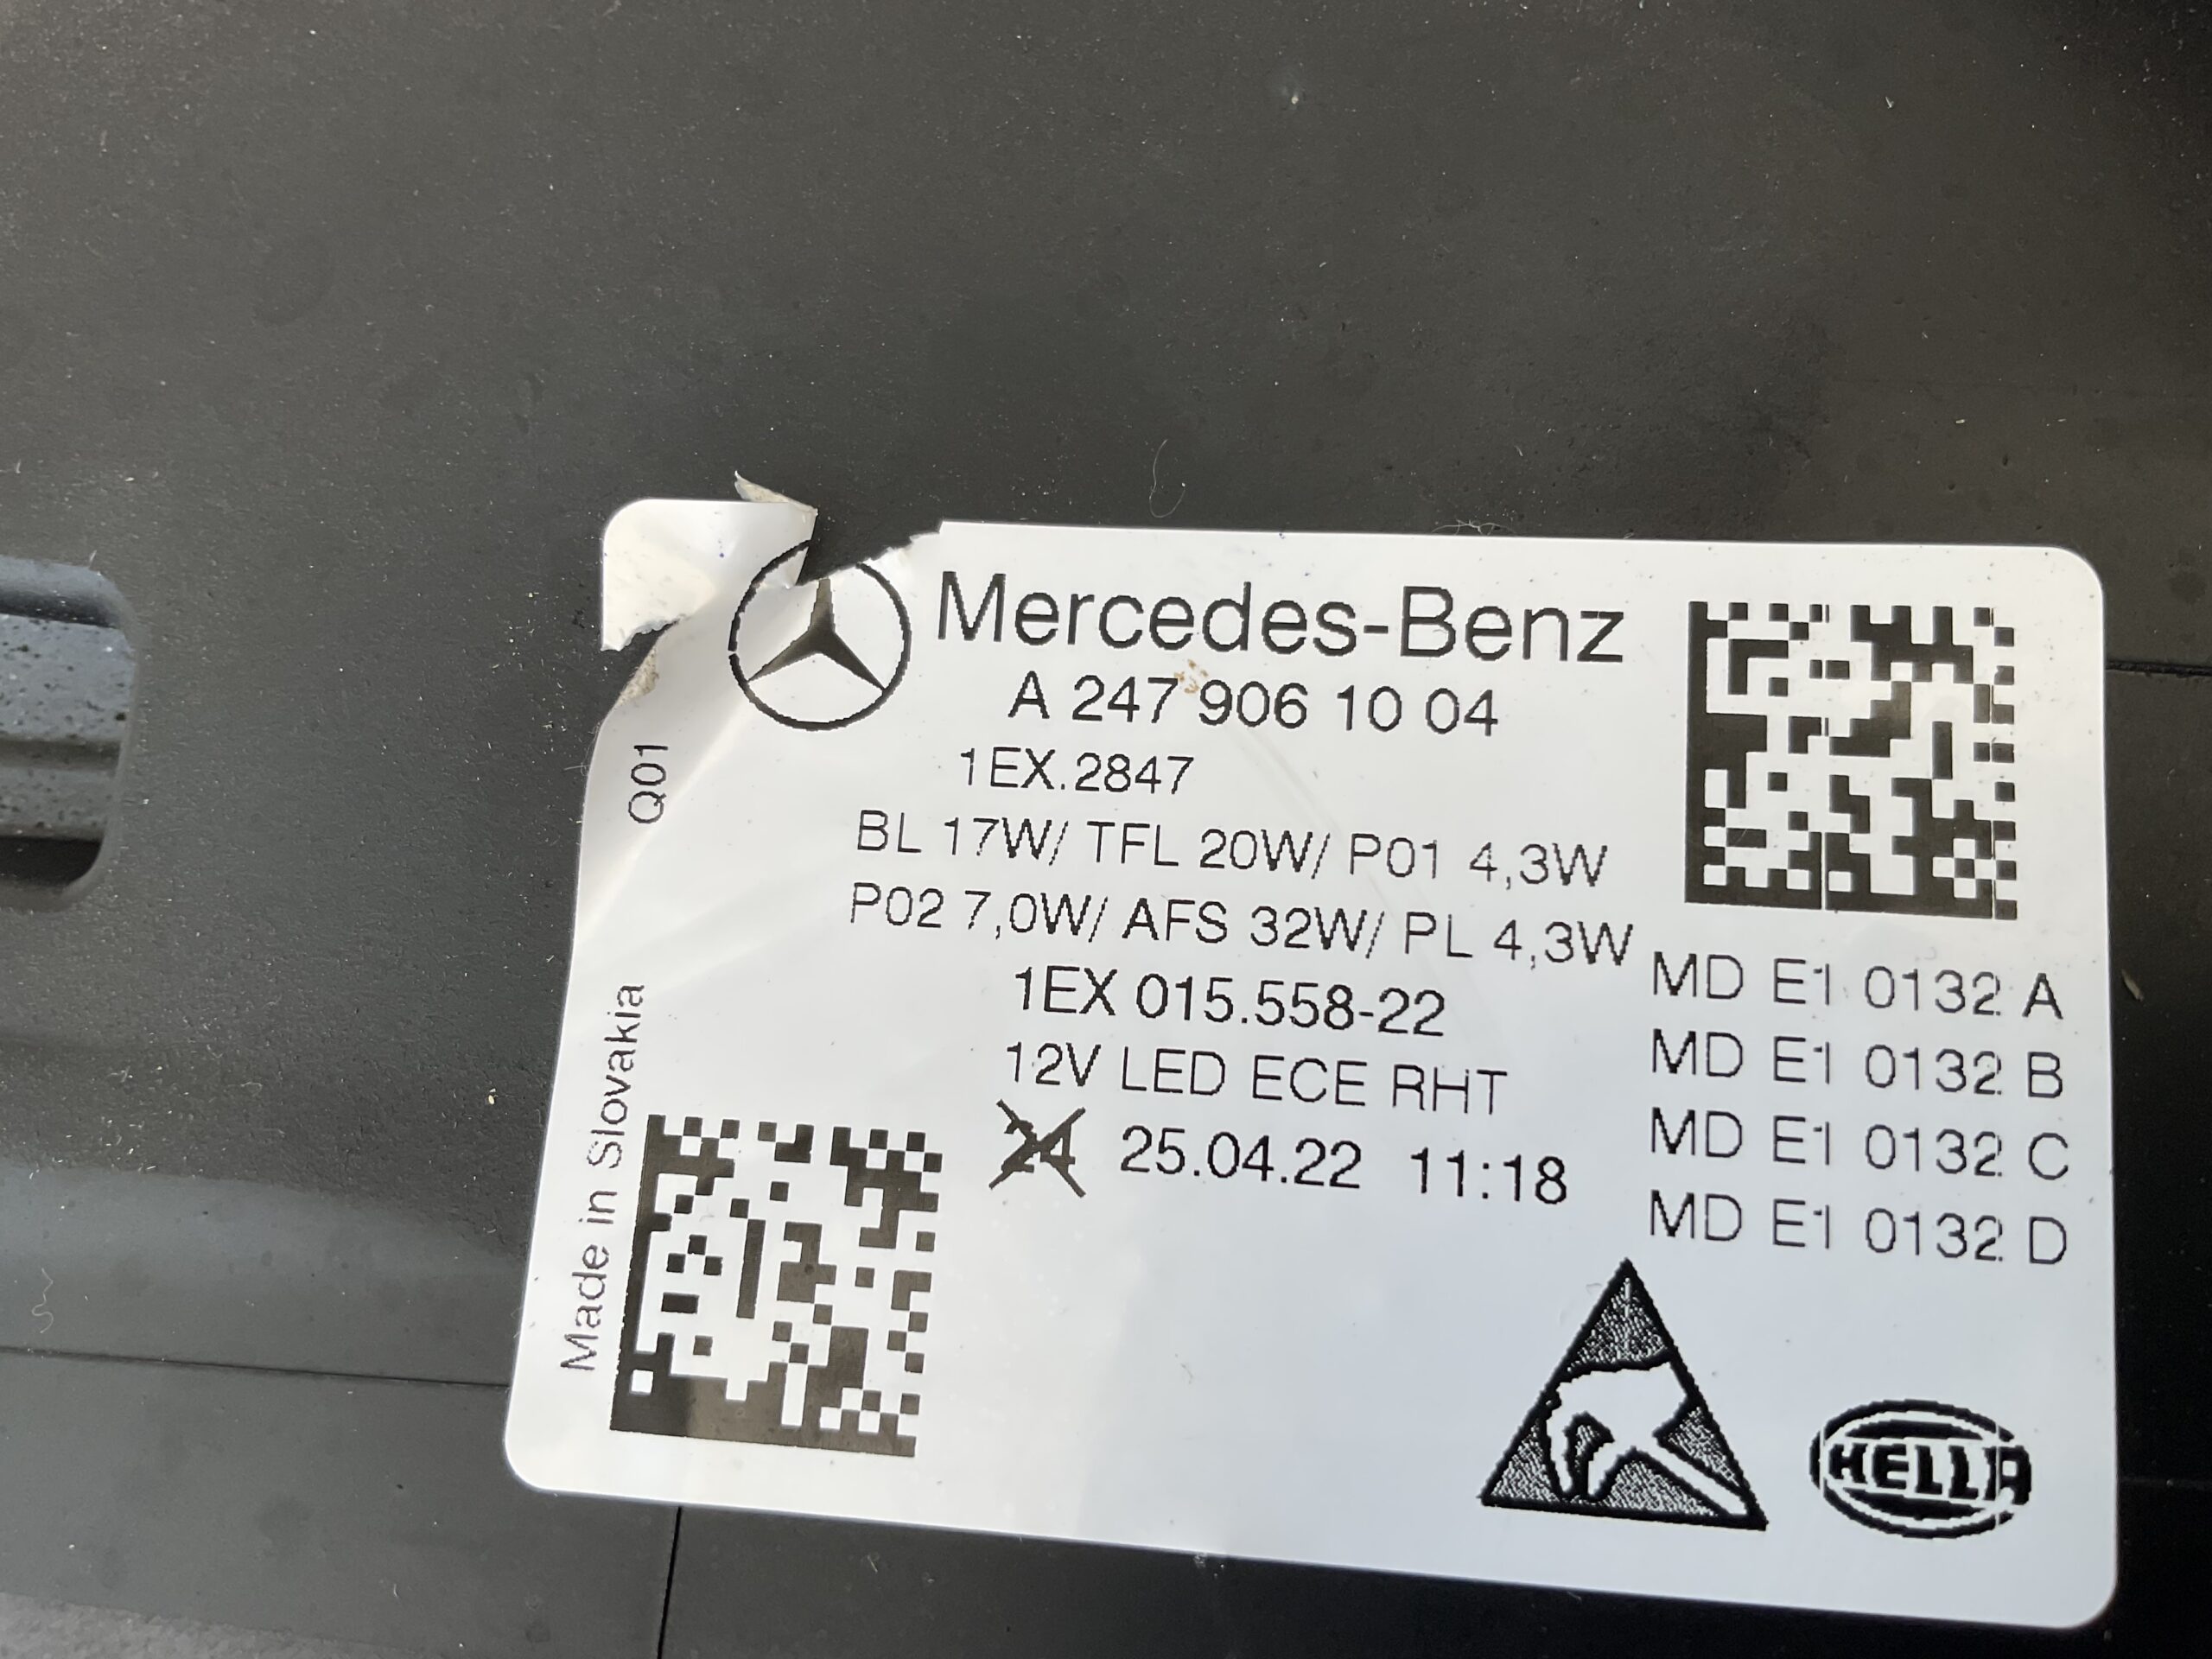 Mercedes-Benz
A 247 906 10 04
1EX.2847
BL 17W/ TFL 20W/ P01 4,3W
P02 7,0W/ AFS 32W/ PL 4,3W
1EX 015.558-22
12V LED ECE RHT
24 25.04.22 11:18
MD E1 0132 A
MD E1 0132 B
MD E1 0132 C
MD E1 0132 D
Q01
Made in Slovakia
HELLA